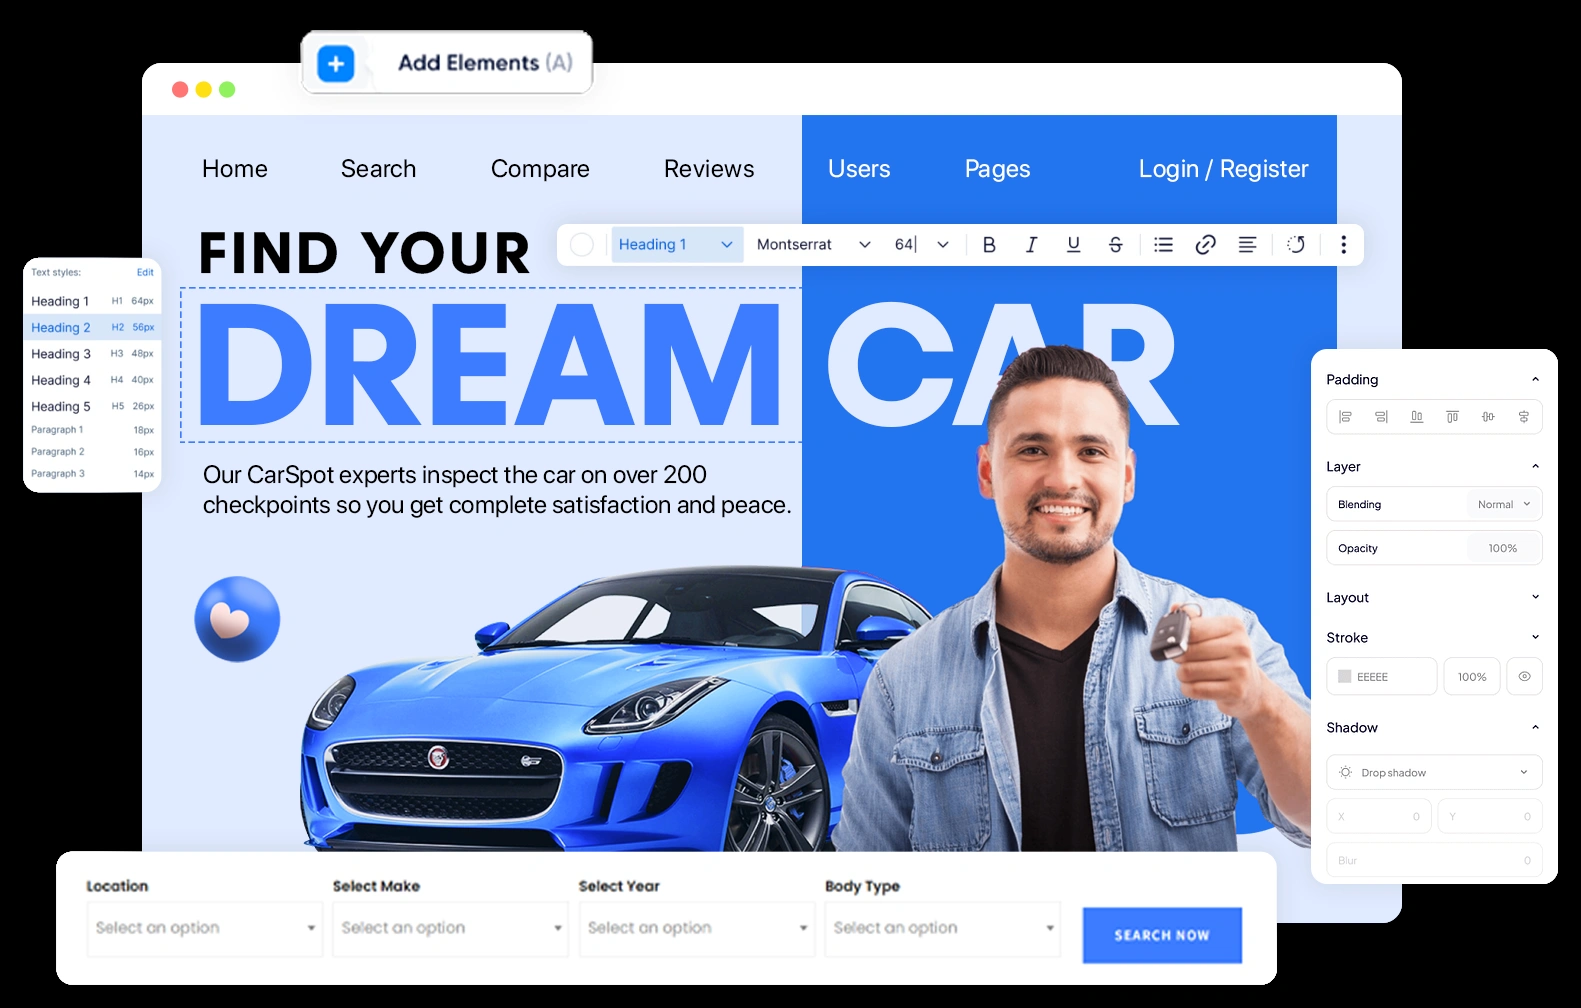 Add Elements (A)
Home Search Compare Reviews Users Pages Login / Register
FIND YOUR
Heading 1 Montserrat 64 B I U S
DREAM CAR
Our CarSpot experts inspect the car on over 200
checkpoints so you get complete satisfaction and peace.
Text styles: Edit
Heading 1 H1 64px
Heading 2 H2 56px
Heading 3 H3 48px
Heading 4 H4 40px
Heading 5 H5 26px
Paragraph 1 18px
Paragraph 2 16px
Paragraph 3 14px
Padding
Layer
Blending Normal
Opacity 100%
Layout
Stroke
EEEEE 100%
Shadow
Drop shadow
X 0 Y 0
Blur 0
Location Select Make Select Year Body Type
Select an option Select an option Select an option Select an option
SEARCH NOW